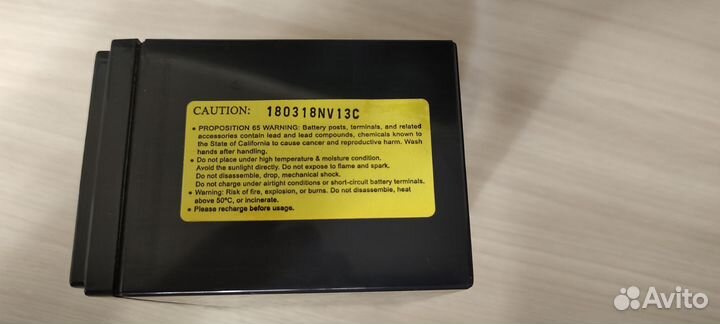 CAUTION: 180318NV13C
• PROPOSITION 65 WARNING: Battery posts, terminals, and related
accessories contain lead and lead compounds, chemicals known to
the State of California to cause cancer and reproductive harm. Wash
hands after handling.
• Do not place under high temperature & moisture condition.
Avoid the sunlight directly. Do not expose to flame and spark.
Do not disassemble, drop, mechanical shock.
Do not charge under airtight conditions or short-circuit battery terminals.
• Warning: Risk of fire, explosion, or burns. Do not disassemble, heat
above 50°C, or incinerate.
• Please recharge before usage.
Avito